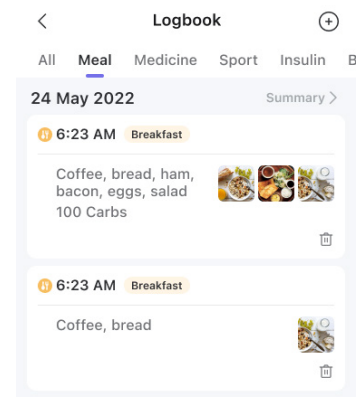 Logbook
All Meal Medicine Sport Insulin B
24 May 2022 Summary
6:23 AM Breakfast
Coffee, bread, ham,
bacon, eggs, salad
100 Carbs
6:23 AM Breakfast
Coffee, bread